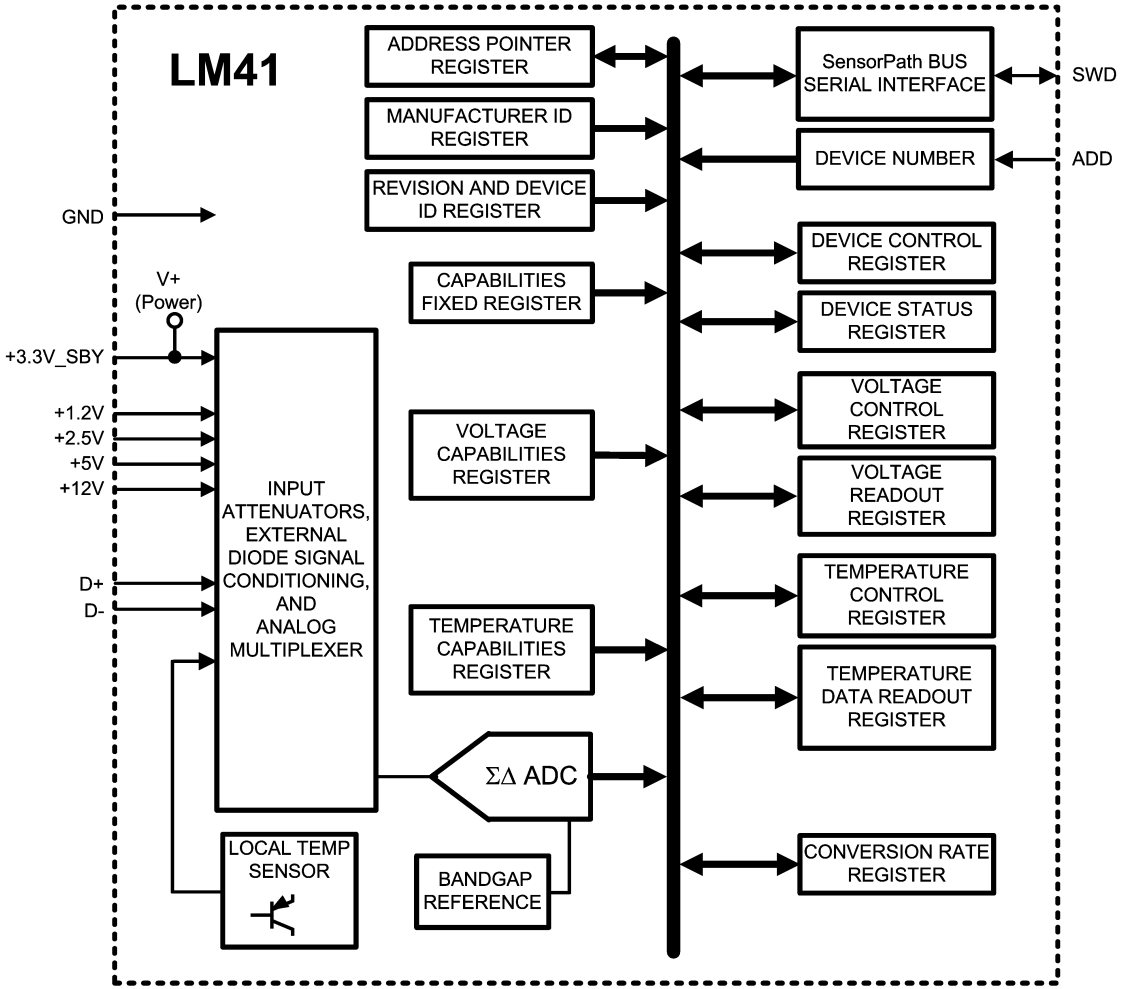 LM41
ADDRESS POINTER
REGISTER
MANUFACTURER ID
REGISTER
REVISION AND DEVICE
ID REGISTER
CAPABILITIES
FIXED REGISTER
VOLTAGE
CAPABILITIES
REGISTER
TEMPERATURE
CAPABILITIES
REGISTER
ΣΔ ADC
BANDGAP
REFERENCE
GND
V+
(Power)
+3.3V_SBY
+1.2V
+2.5V
+5V
+12V
D+
D-
INPUT
ATTENUATORS,
EXTERNAL
DIODE SIGNAL
CONDITIONING,
AND
ANALOG
MULTIPLEXER
LOCAL TEMP
SENSOR
SensorPath BUS
SERIAL INTERFACE
SWD
DEVICE NUMBER
ADD
DEVICE CONTROL
REGISTER
DEVICE STATUS
REGISTER
VOLTAGE
CONTROL
REGISTER
VOLTAGE
READOUT
REGISTER
TEMPERATURE
CONTROL
REGISTER
TEMPERATURE
DATA READOUT
REGISTER
CONVERSION RATE
REGISTER